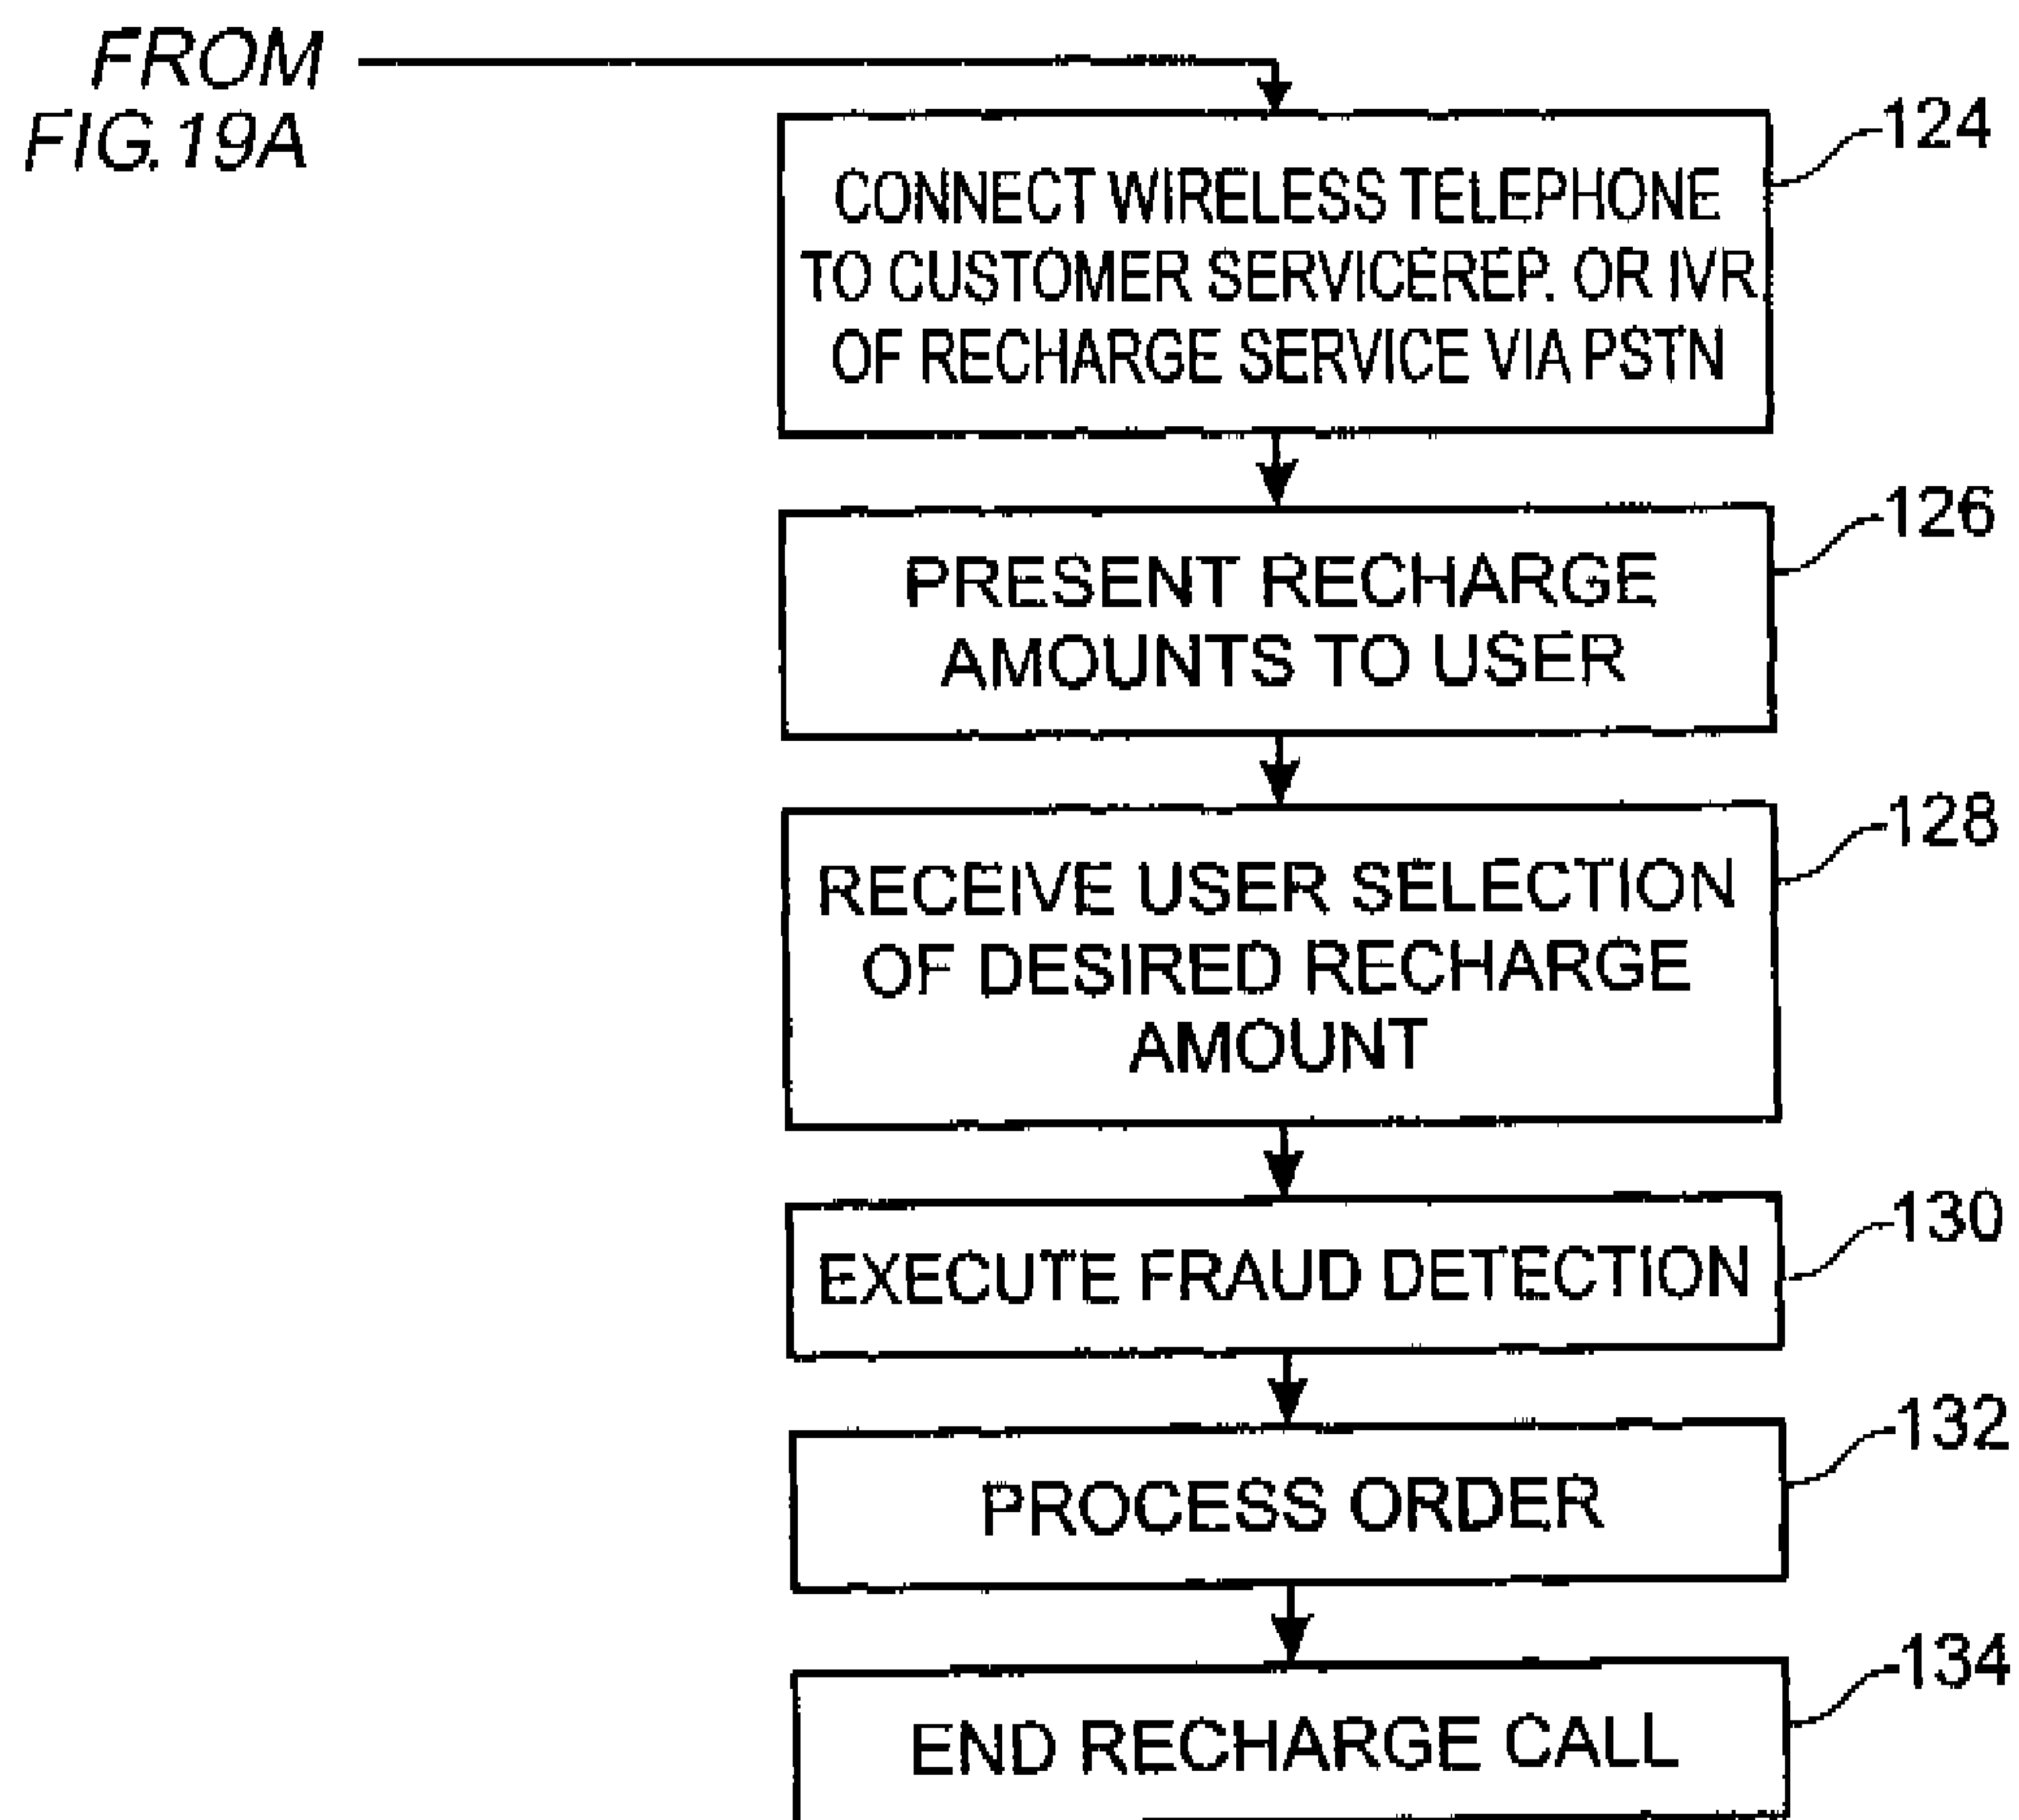 FROM
FIG. 19A
124
CONNECT WIRELESS TELEPHONE
TO CUSTOMER SERVICEREP. OR IVR
OF RECHARGE SERVICE VIA PSTN
126
PRESENT RECHARGE
AMOUNTS TO USER
128
RECEIVE USER SELECTION
OF DESIRED RECHARGE
AMOUNT
130
EXECUTE FRAUD DETECTION
132
PROCESS ORDER
134
END RECHARGE CALL